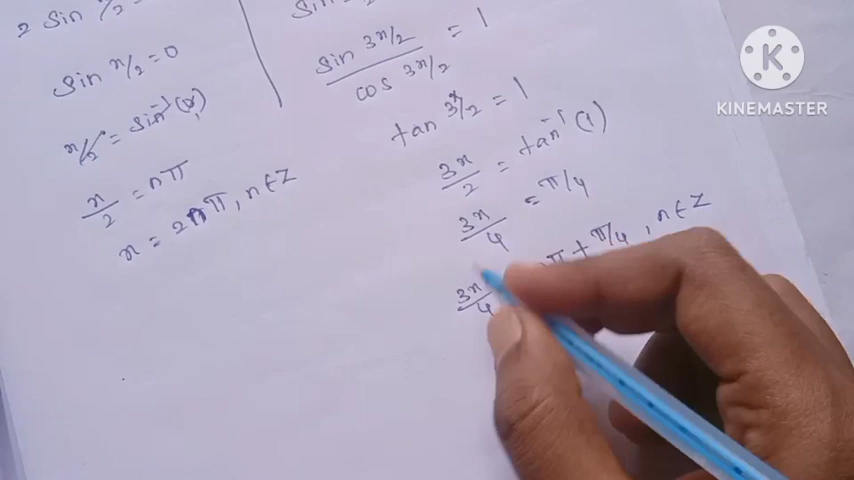 2 sin x/2 =
sin x/2 = 0
x/2 = sin⁻¹(0)
x/2 = nπ
x = 2nπ, n∈Z
sin
sin 3x/2 / cos 3x/2 = 1
tan 3x/2 = 1
3x/2 = tan⁻¹(1)
3x/4 = π/4
3x/4 π + π/4, n∈Z
K
KINEMASTER